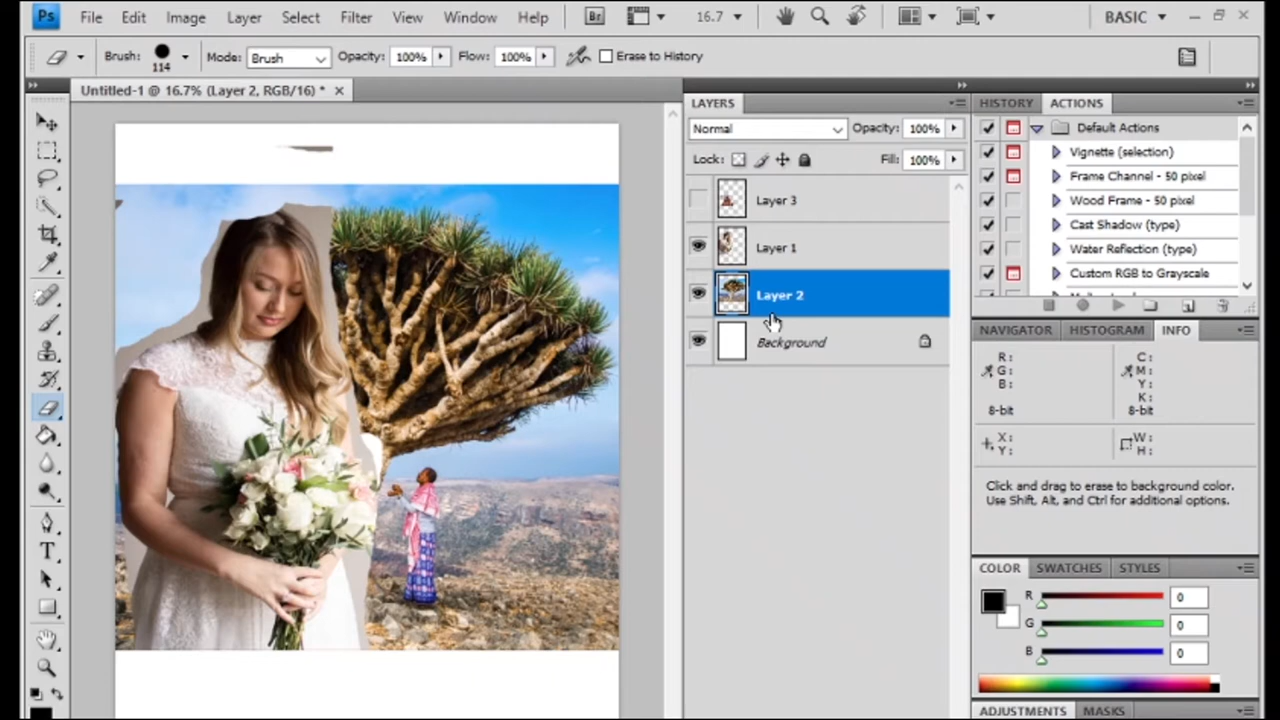 Ps File Edit Image Layer Select Filter View Window Help Br 16.7 BASIC
Brush: 114 Mode: Brush Opacity: 100% Flow: 100% Erase to History
Untitled-1 @ 16.7% (Layer 2, RGB/16) *
LAYERS
Normal Opacity: 100%
Lock: Fill: 100%
Layer 3
Layer 1
Layer 2
Background
HISTORY ACTIONS
Default Actions
Vignette (selection)
Frame Channel - 50 pixel
Wood Frame - 50 pixel
Cast Shadow (type)
Water Reflection (type)
Custom RGB to Grayscale
NAVIGATOR HISTOGRAM INFO
R: C:
G: M:
B: Y:
K:
8-bit 8-bit
X: W:
Y: H:
Click and drag to erase to background color.
Use Shift, Alt, and Ctrl for additional options.
COLOR SWATCHES STYLES
R 0
G 0
B 0
ADJUSTMENTS MASKS
T